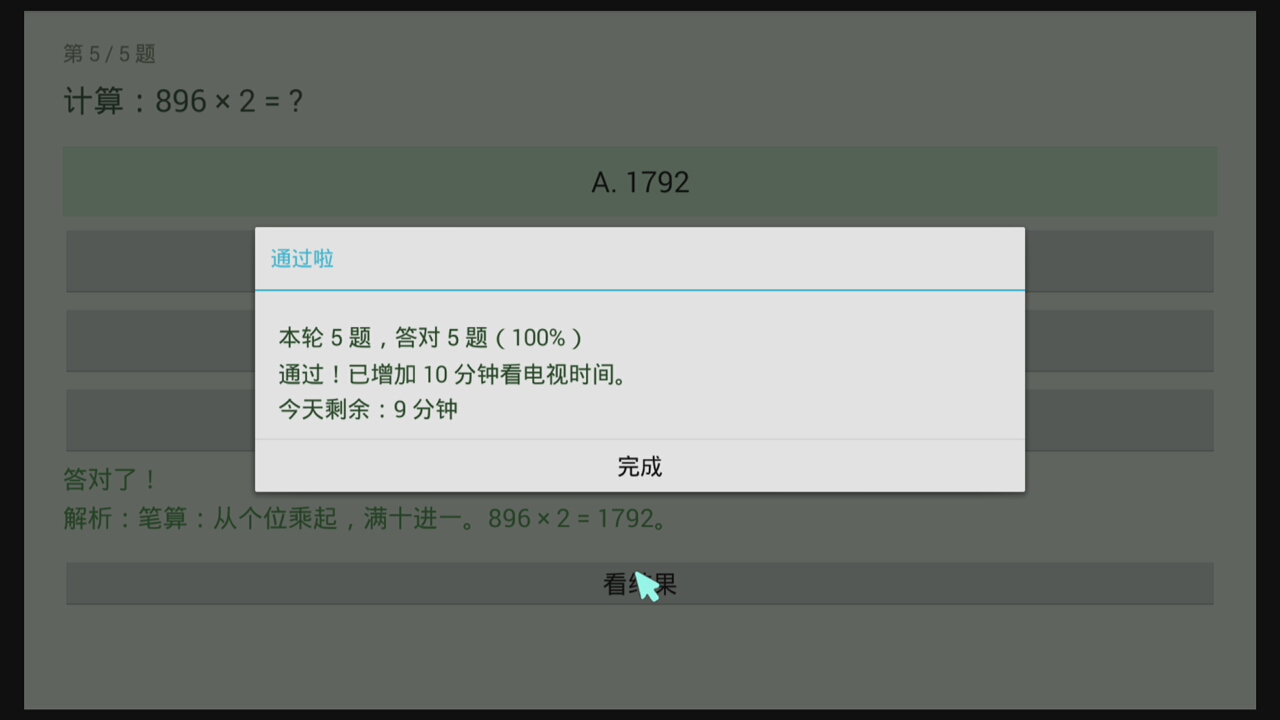 第 5 / 5 题
计算：896 × 2 = ?
A. 1792
通过啦
本轮 5 题，答对 5 题（100%）
通过！已增加 10 分钟看电视时间。
今天剩余：9 分钟
完成
答对了！
解析：笔算：从个位乘起，满十进一。896 × 2 = 1792。
看结果